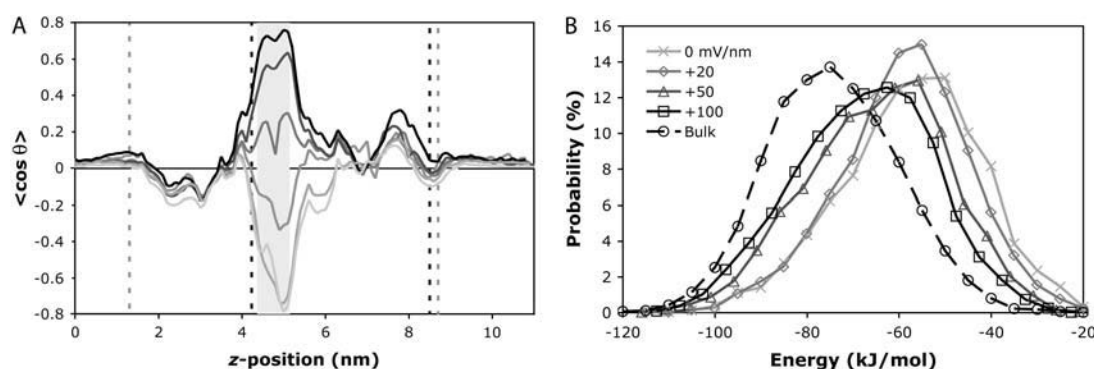 A
0.8
0.6
0.4
0.2
0
-0.2
-0.4
-0.6
-0.8
<cos θ>
0 2 4 6 8 10
z-position (nm)
B
16
14
12
10
8
6
4
2
0
Probability (%)
0 mV/nm
+20
+50
+100
Bulk
-120 -100 -80 -60 -40 -20
Energy (kJ/mol)